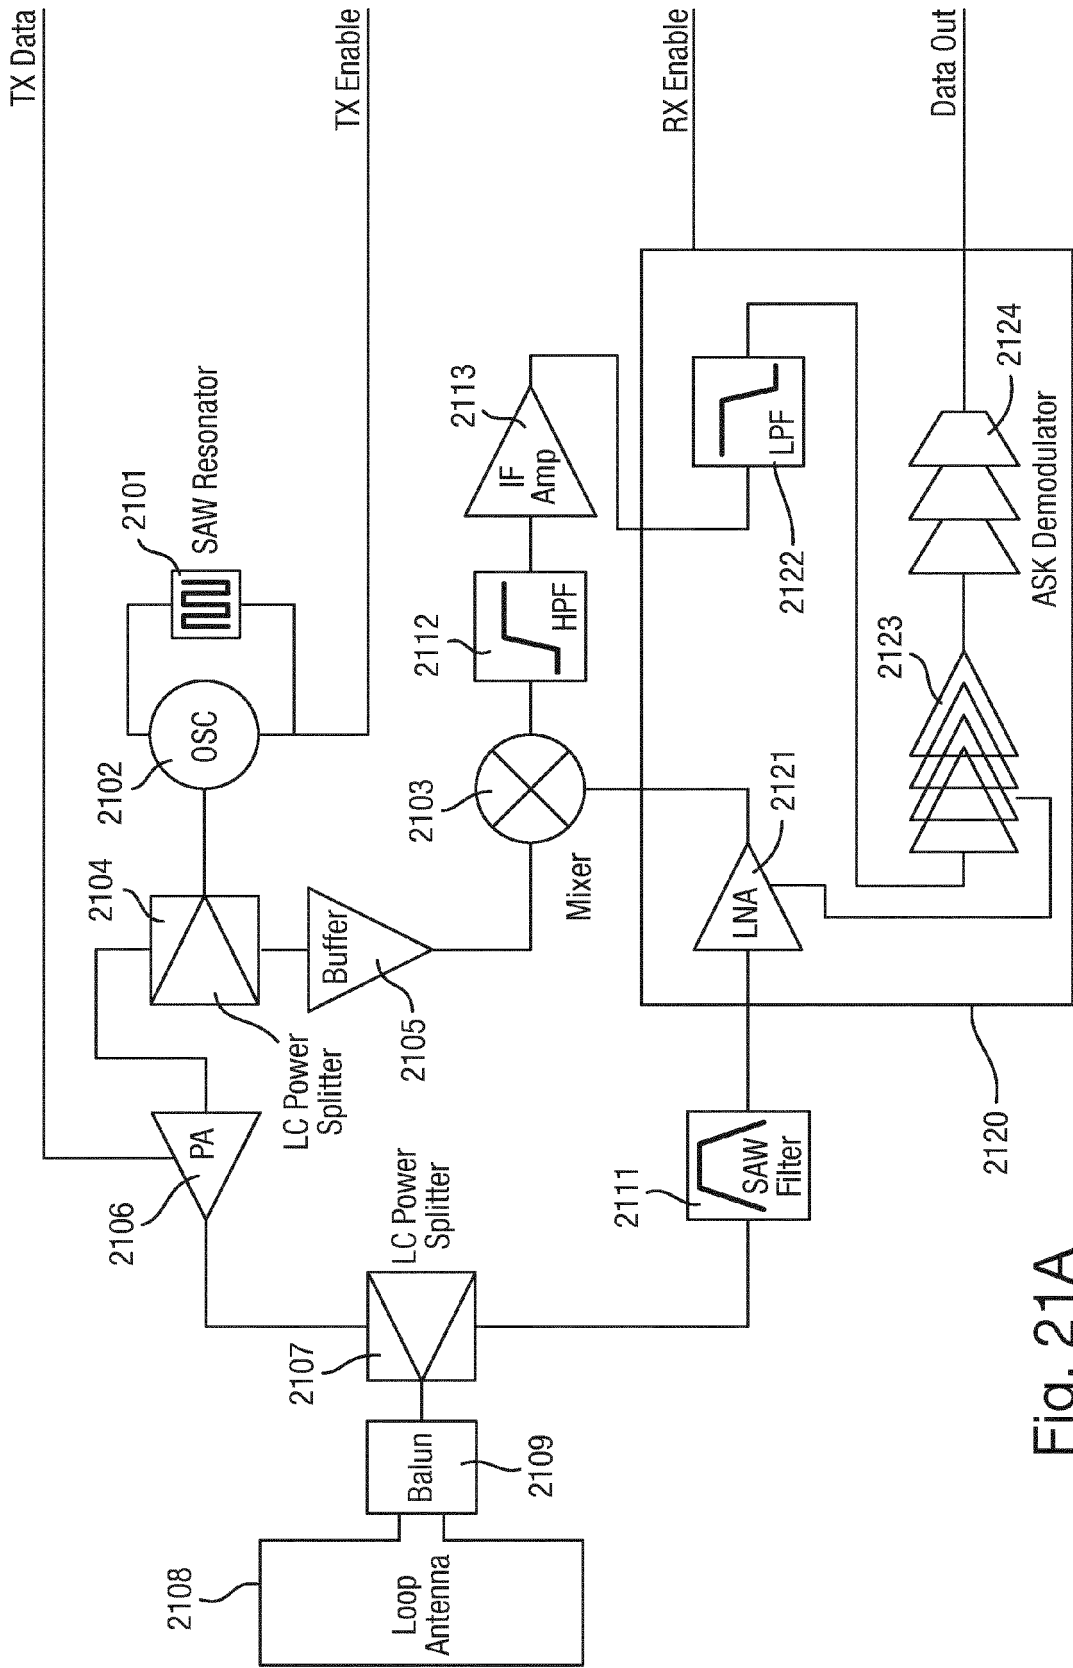 TX Data
TX Enable
RX Enable
Data Out
2101
SAW Resonator
2102
OSC
2104
LC Power
Splitter
Buffer
2105
PA
2106
2103
Mixer
2112
HPF
2113
IF
Amp
LC Power
Splitter
2107
Balun
2109
2108
Loop
Antenna
2111
SAW
Filter
LNA
2121
2122
LPF
2123
2124
ASK Demodulator
2120
Fig. 21A